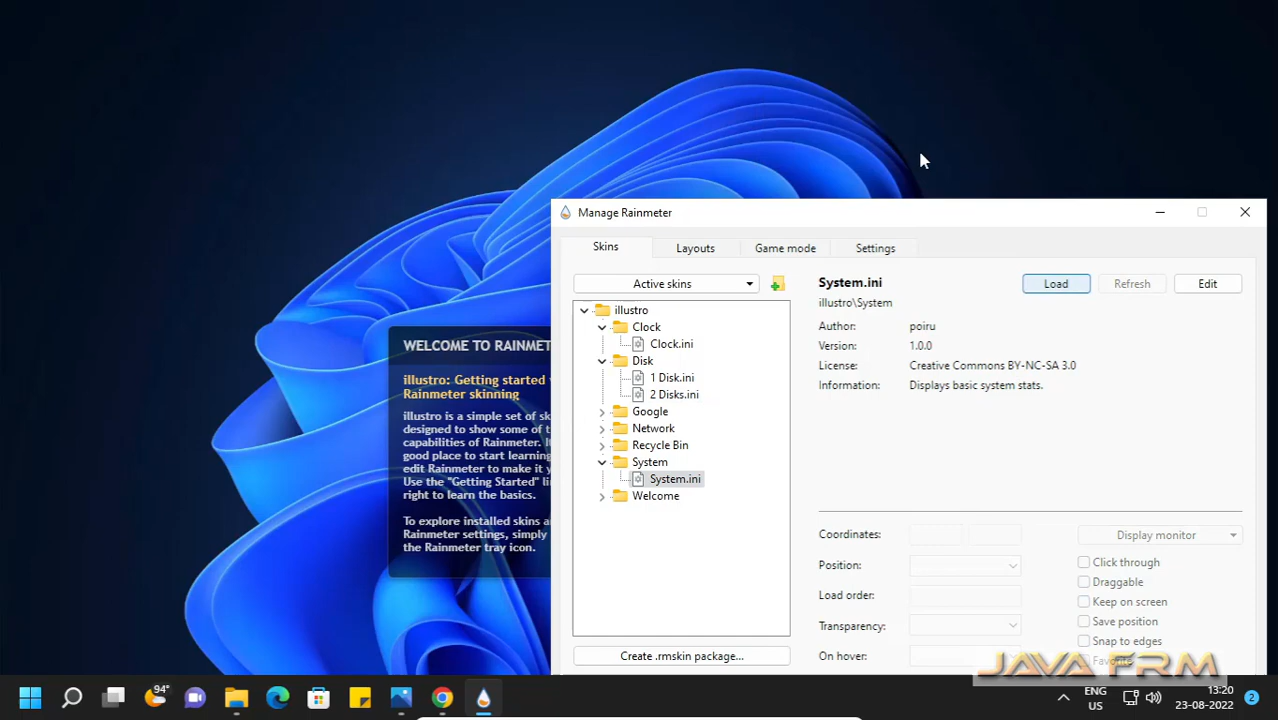 Manage Rainmeter
Skins
Layouts
Game mode
Settings
Active skins
System.ini
Load
Refresh
Edit
illustro\System
illustro
Clock
Clock.ini
Disk
1 Disk.ini
2 Disks.ini
Google
Network
Recycle Bin
System
System.ini
Welcome
Author: poiru
Version: 1.0.0
License: Creative Commons BY-NC-SA 3.0
Information: Displays basic system stats.
WELCOME TO RAINMET
illustro: Getting started
Rainmeter skinning
illustro is a simple set of sk
designed to show some of t
capabilities of Rainmeter. It
good place to start learning
edit Rainmeter to make it y
Use the "Getting Started" li
right to learn the basics.
To explore installed skins a
Rainmeter settings, simply
the Rainmeter tray icon.
Coordinates:
Position:
Load order:
Transparency:
On hover:
Display monitor
Click through
Draggable
Keep on screen
Save position
Snap to edges
Create .rmskin package...
JAVA FRM
94°
ENG
US
13:20
23-08-2022
2